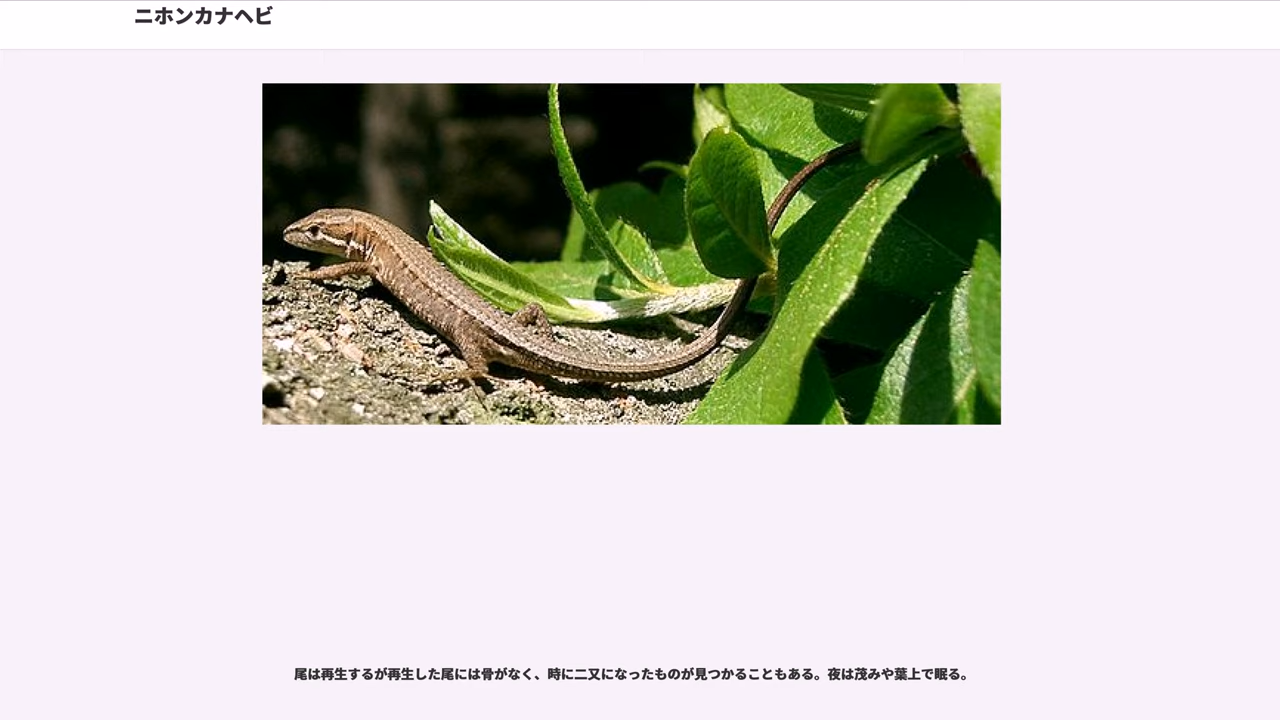 ニホンカナヘビ
尾は再生するが再生した尾には骨がなく、時に二又になったものが見つかることもある。夜は茂みや葉上で眠る。